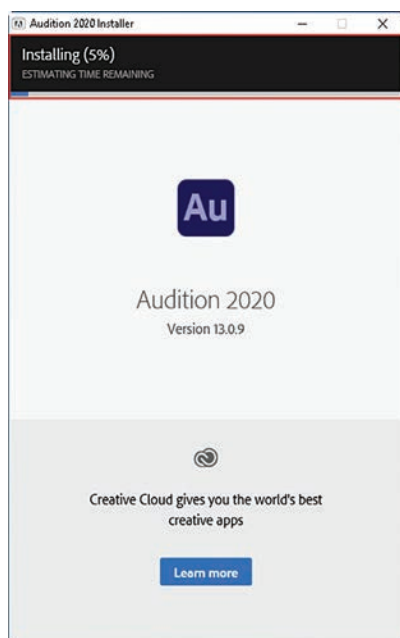 Audition 2020 Installer
Installing (5%)
ESTIMATING TIME REMAINING
Au
Audition 2020
Version 13.0.9
Creative Cloud gives you the world's best
creative apps
Learn more